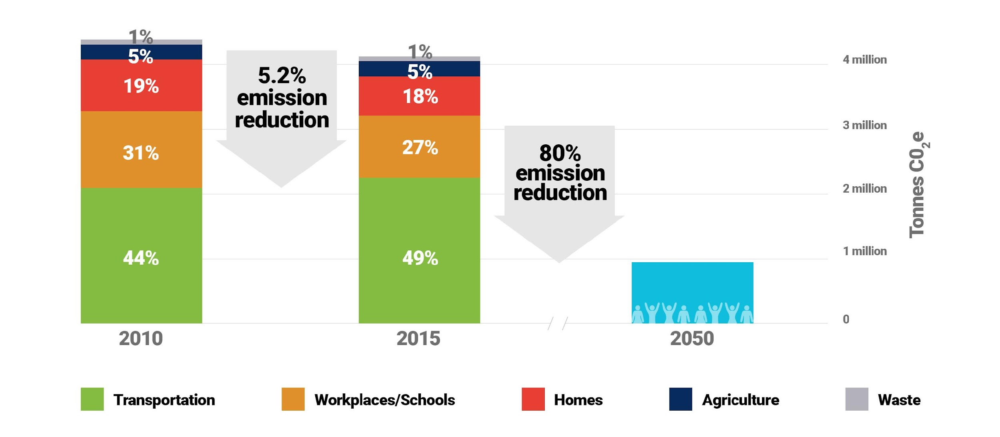 1%
5%
19%
31%
44%
5.2%
emission
reduction
1%
5%
18%
27%
49%
80%
emission
reduction
4 million
3 million
2 million
1 million
0
Tonnes C0₂e
2010
2015
2050
Transportation
Workplaces/Schools
Homes
Agriculture
Waste